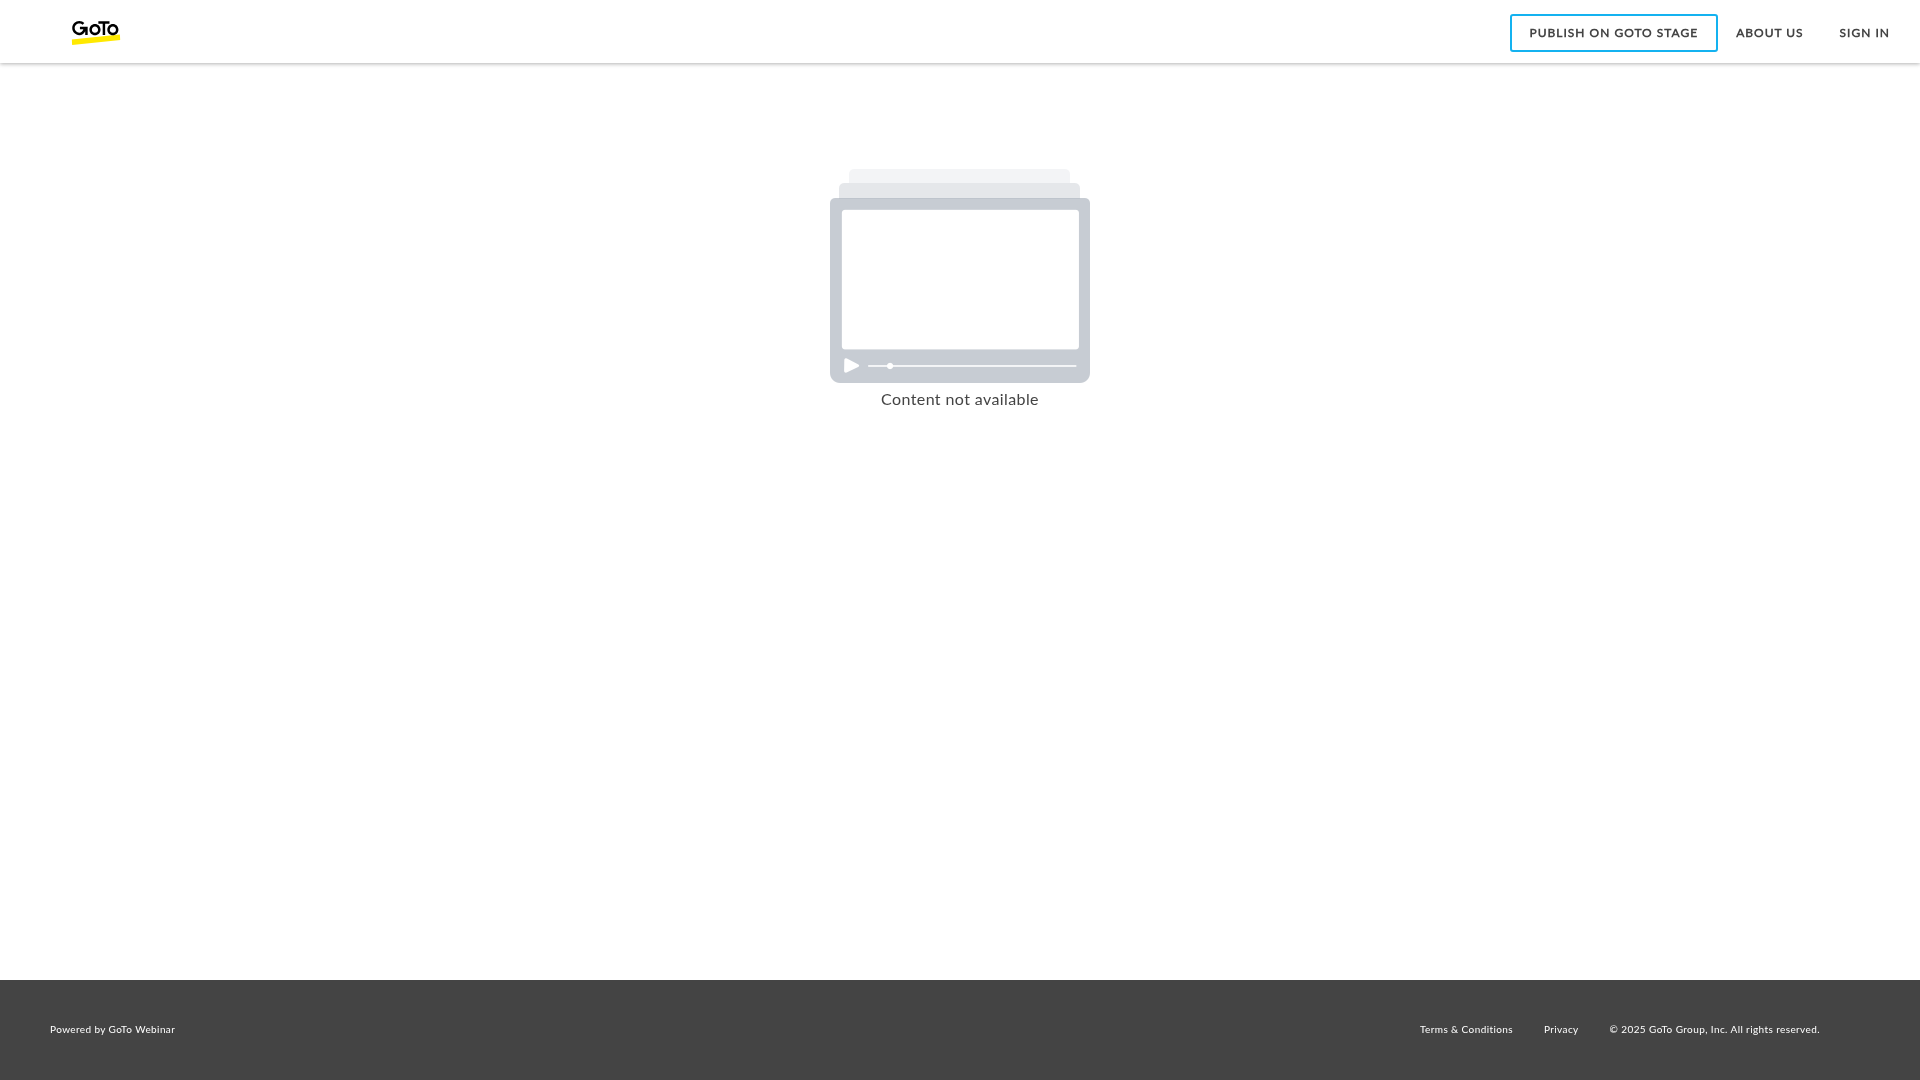 GoTo
PUBLISH ON GOTO STAGE
ABOUT US
SIGN IN
Content not available
Powered by GoTo Webinar
Terms & Conditions
Privacy
© 2025 GoTo Group, Inc. All rights reserved.